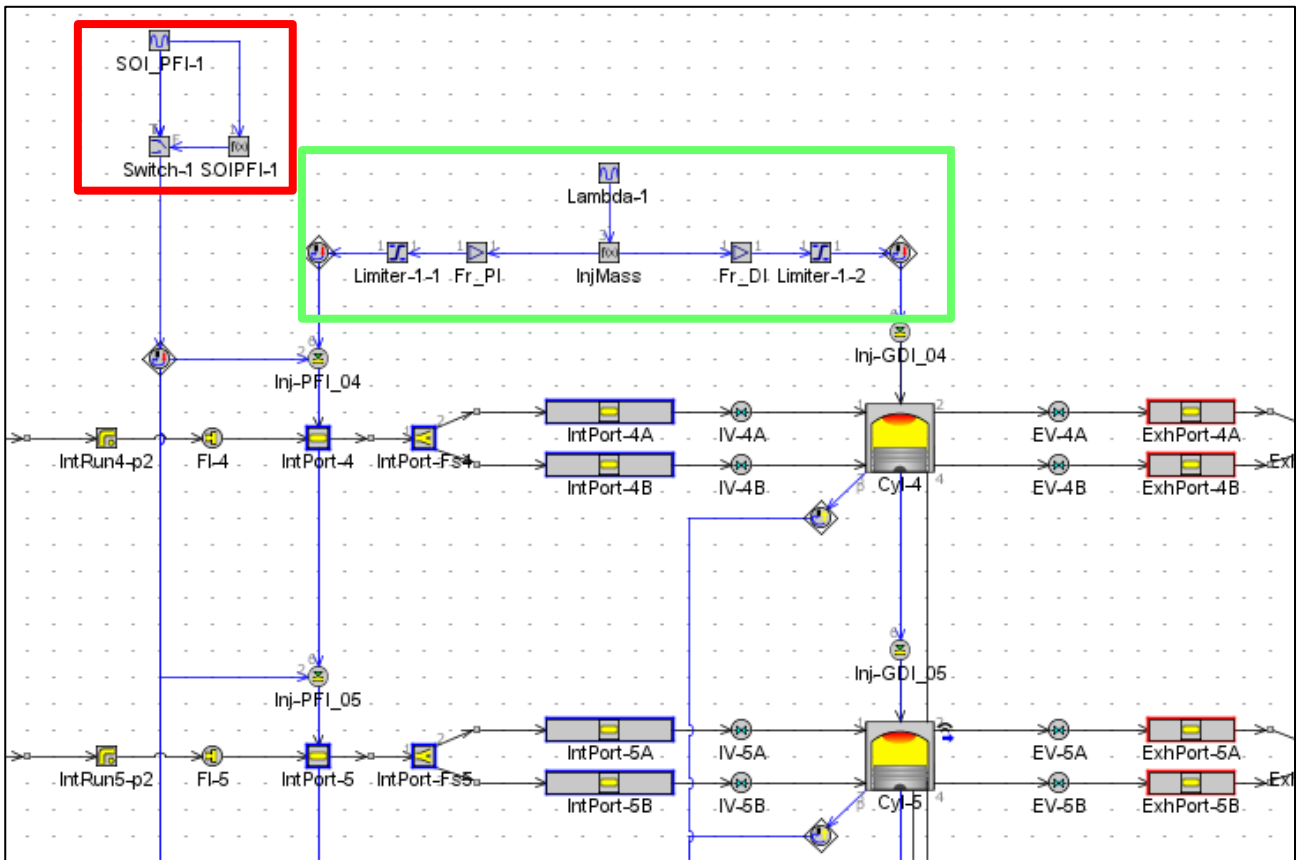 SOI_PFI-1
Switch-1 SOIPFI-1
Lambda-1
Limiter-1-1 Fr_PI InjMass Fr_DI Limiter-1-2
Inj-GDI_04
Inj-PFI_04
IntPort-4A IV-4A EV-4A ExhPort-4A
IntRun4-p2 FI-4 IntPort-4 IntPort-Fs4 Exl
IntPort-4B IV-4B Cyl-4 EV-4B ExhPort-4B
Inj-GDI_05
Inj-PFI_05
IntPort-5A IV-5A EV-5A ExhPort-5A
IntRun5-p2 FI-5 IntPort-5 IntPort-Fs5 Exl
IntPort-5B IV-5B Cyl-5 EV-5B ExhPort-5B